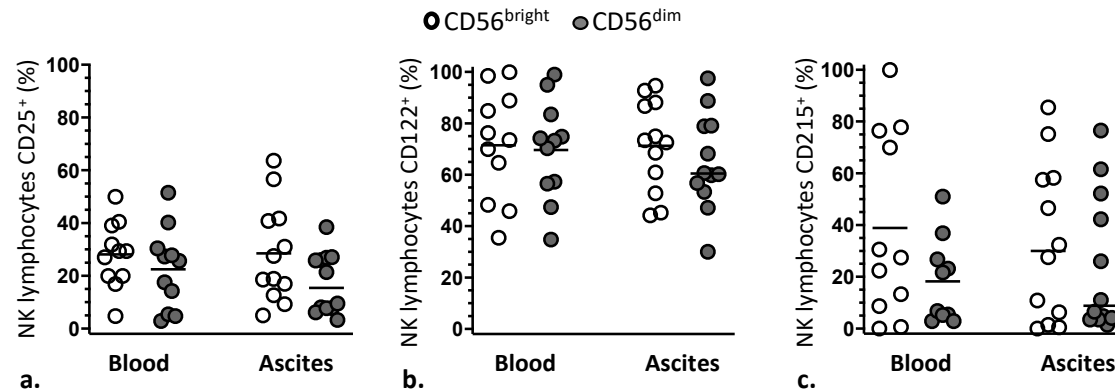 CD56bright CD56dim
NK lymphocytes CD25+ (%)
100
80
60
40
20
0
Blood Ascites
a.
NK lymphocytes CD122+ (%)
100
80
60
40
20
0
Blood Ascites
b.
NK lymphocytes CD215+ (%)
100
80
60
40
20
0
Blood Ascites
c.